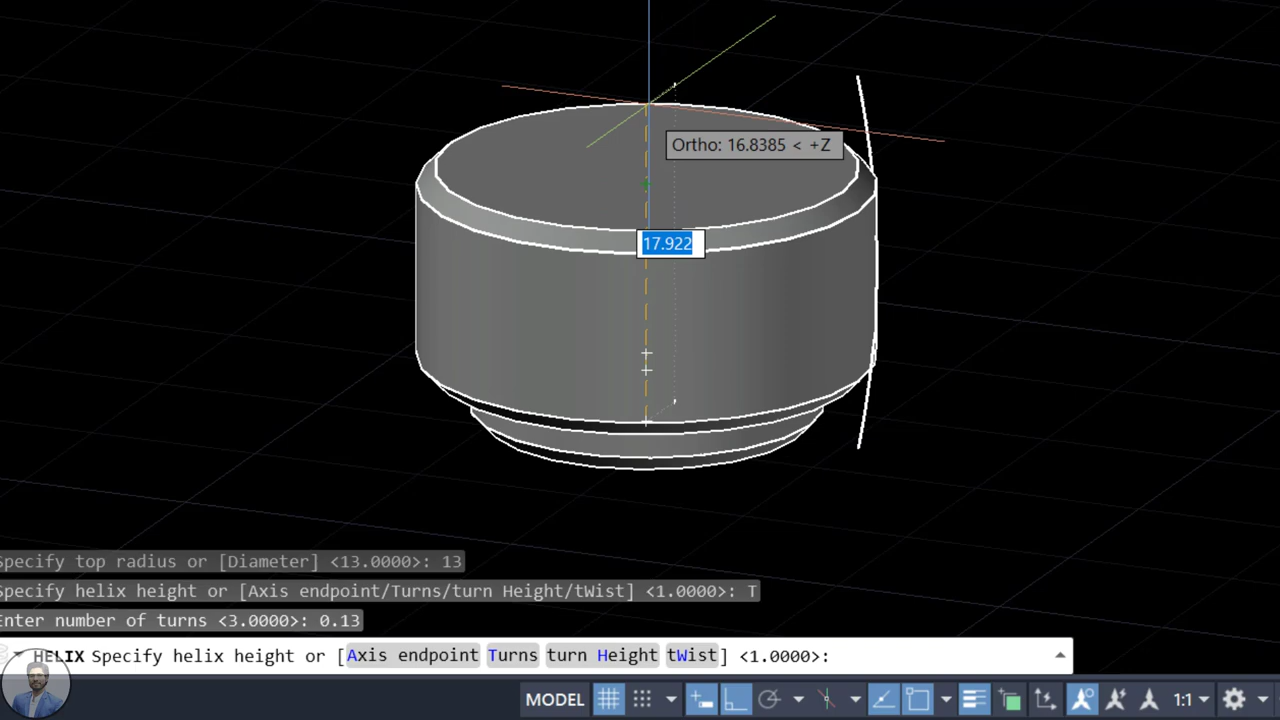 Ortho: 16.8385 < +Z
17.922
Specify top radius or [Diameter] <13.0000>: 13
Specify helix height or [Axis endpoint/Turns/turn Height/tWist] <1.0000>: T
Enter number of turns <3.0000>: 0.13
HELIX Specify helix height or [Axis endpoint Turns turn Height tWist] <1.0000>:
MODEL 1:1